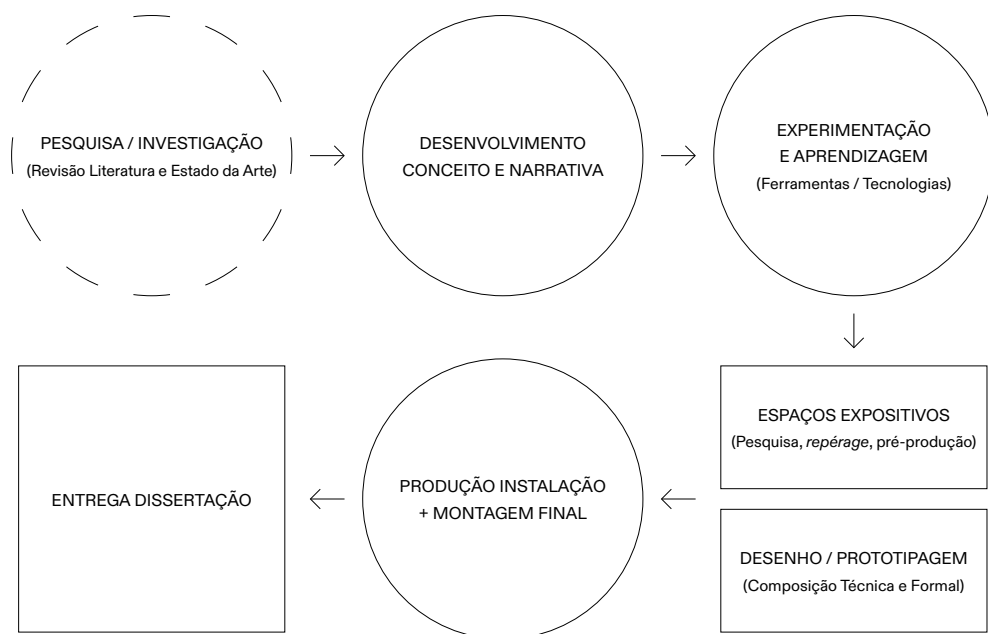 PESQUISA / INVESTIGAÇÃO
(Revisão Literatura e Estado da Arte)
DESENVOLVIMENTO
CONCEITO E NARRATIVA
EXPERIMENTAÇÃO
E APRENDIZAGEM
(Ferramentas / Tecnologias)
ESPAÇOS EXPOSITIVOS
(Pesquisa, repérage, pré-produção)
DESENHO / PROTOTIPAGEM
(Composição Técnica e Formal)
PRODUÇÃO INSTALAÇÃO
+ MONTAGEM FINAL
ENTREGA DISSERTAÇÃO